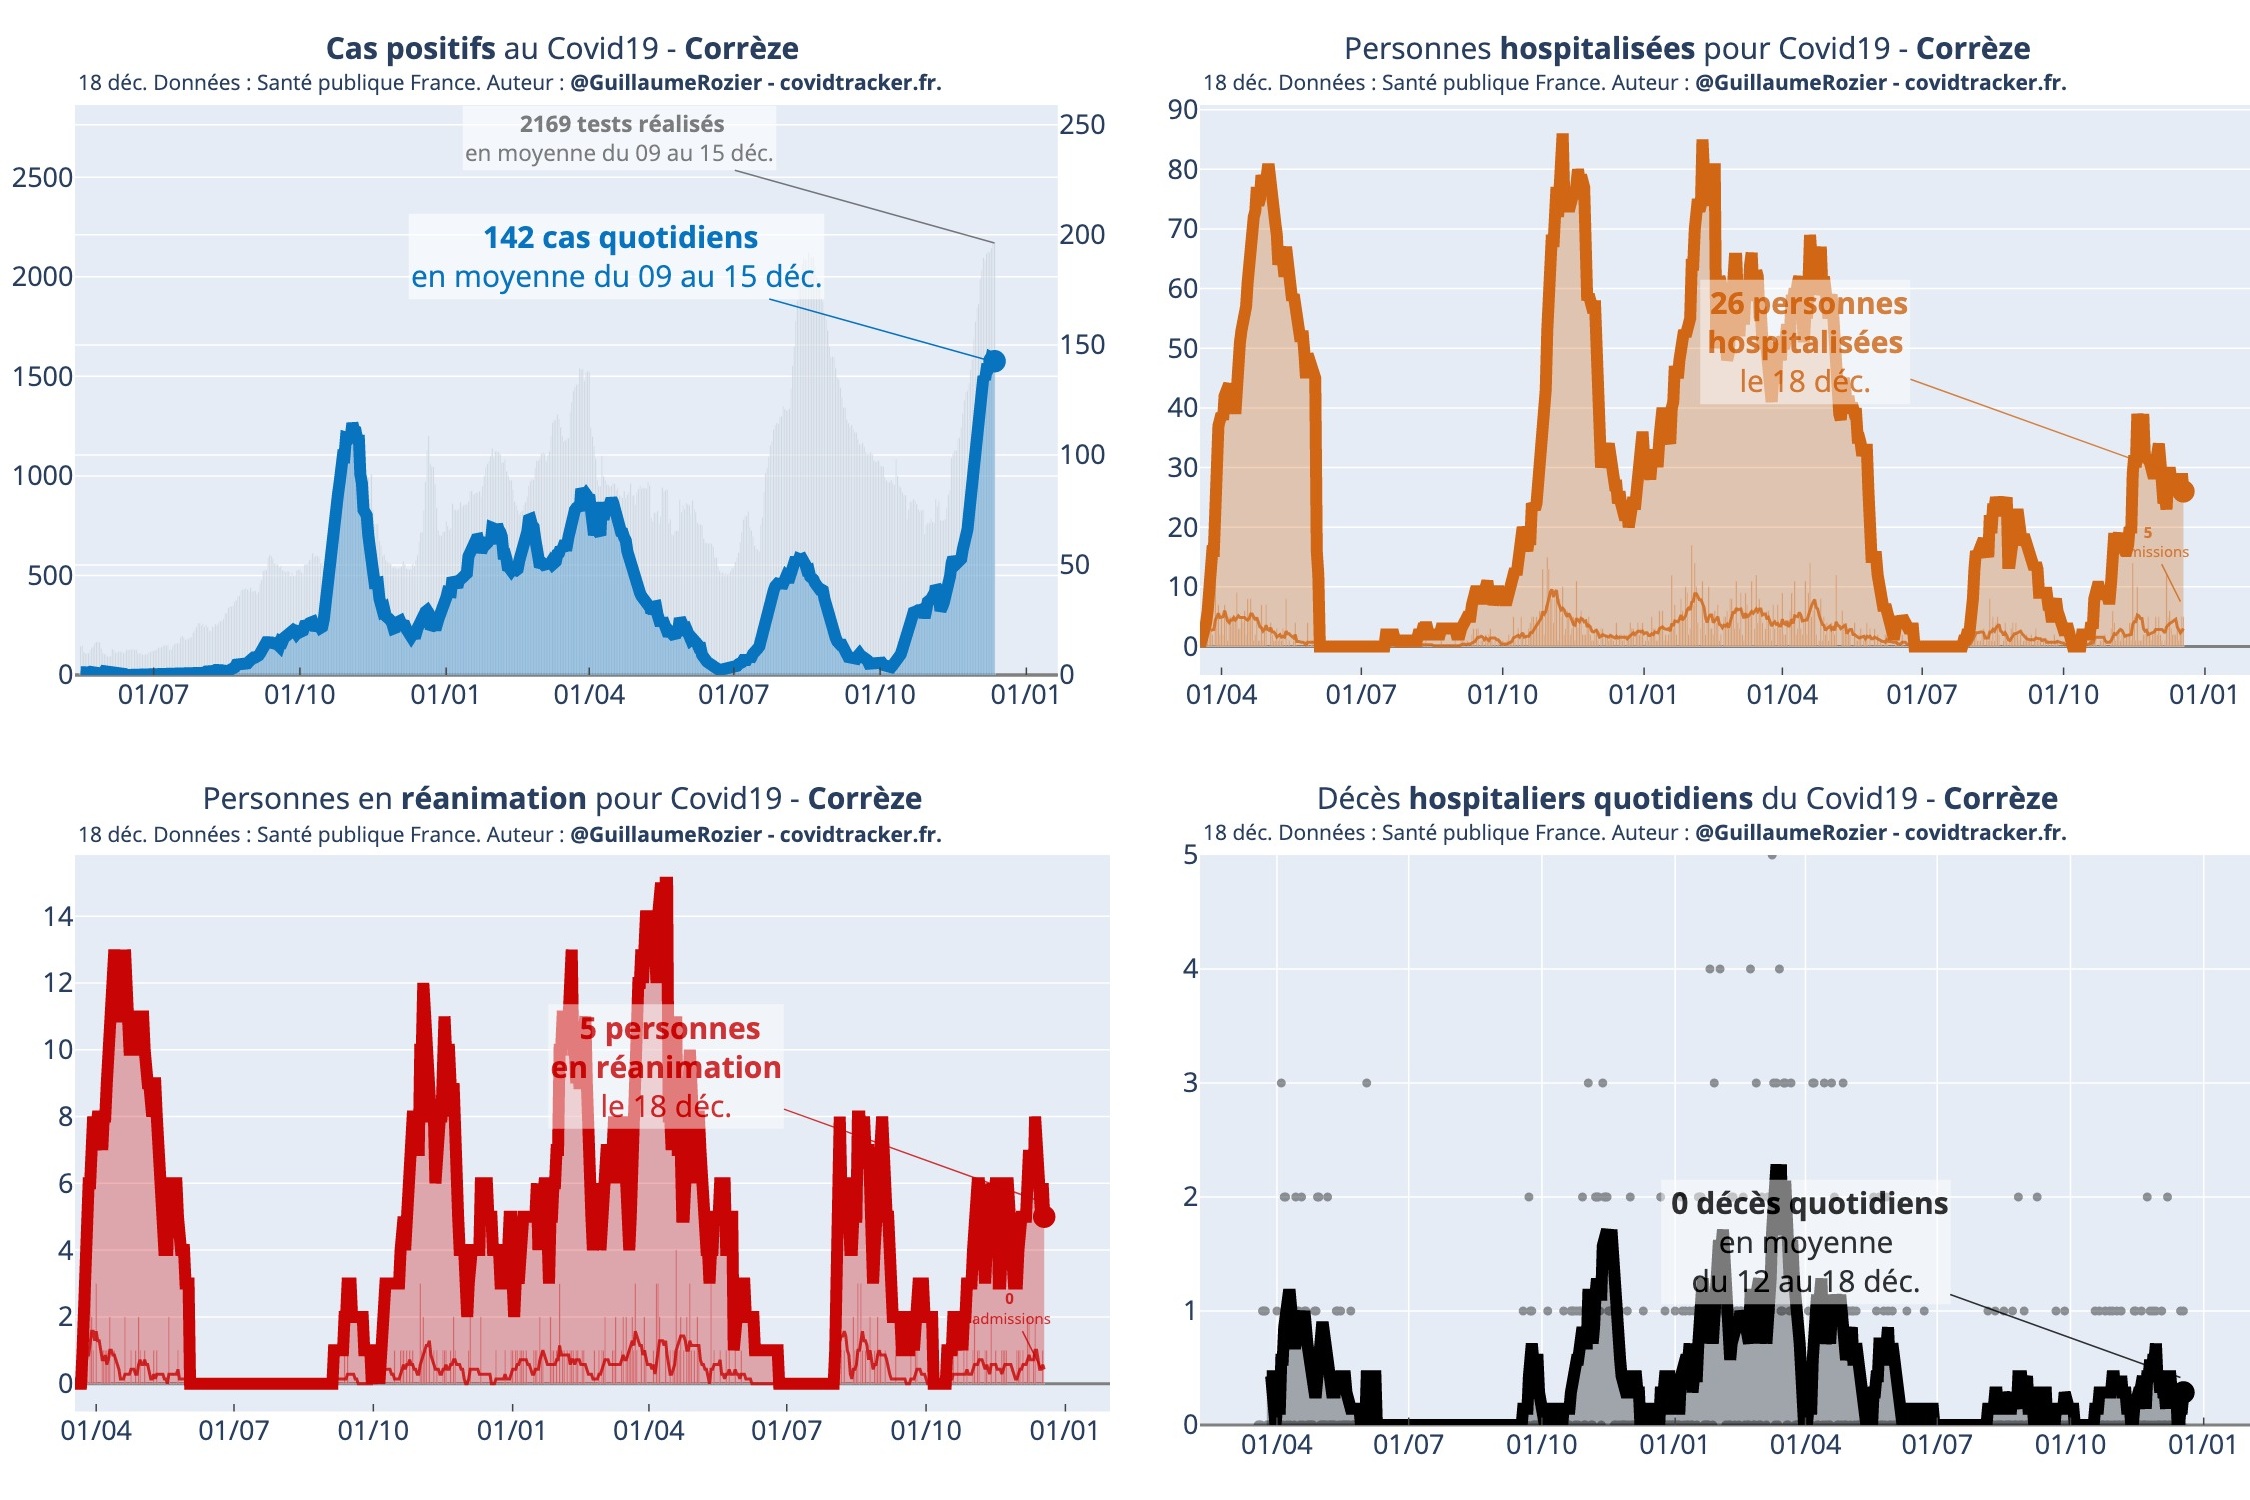 Cas positifs au Covid19 - Corrèze
18 déc. Données : Santé publique France. Auteur : @GuillaumeRozier - covidtracker.fr.
2169 tests réalisés
en moyenne du 09 au 15 déc.
142 cas quotidiens
en moyenne du 09 au 15 déc.
2500
2000
1500
1000
500
0
250
200
150
100
50
0
01/07 01/10 01/01 01/04 01/07 01/10 01/01
Personnes hospitalisées pour Covid19 - Corrèze
18 déc. Données : Santé publique France. Auteur : @GuillaumeRozier - covidtracker.fr.
90
80
70
60
50
40
30
20
10
0
26 personnes
hospitalisées
le 18 déc.
5
missions
01/04 01/07 01/10 01/01 01/04 01/07 01/10 01/01
Personnes en réanimation pour Covid19 - Corrèze
18 déc. Données : Santé publique France. Auteur : @GuillaumeRozier - covidtracker.fr.
14
12
10
8
6
4
2
0
5 personnes
en réanimation
le 18 déc.
0
admissions
01/04 01/07 01/10 01/01 01/04 01/07 01/10 01/01
Décès hospitaliers quotidiens du Covid19 - Corrèze
18 déc. Données : Santé publique France. Auteur : @GuillaumeRozier - covidtracker.fr.
5
4
3
2
1
0
0 décès quotidiens
en moyenne
du 12 au 18 déc.
01/04 01/07 01/10 01/01 01/04 01/07 01/10 01/01